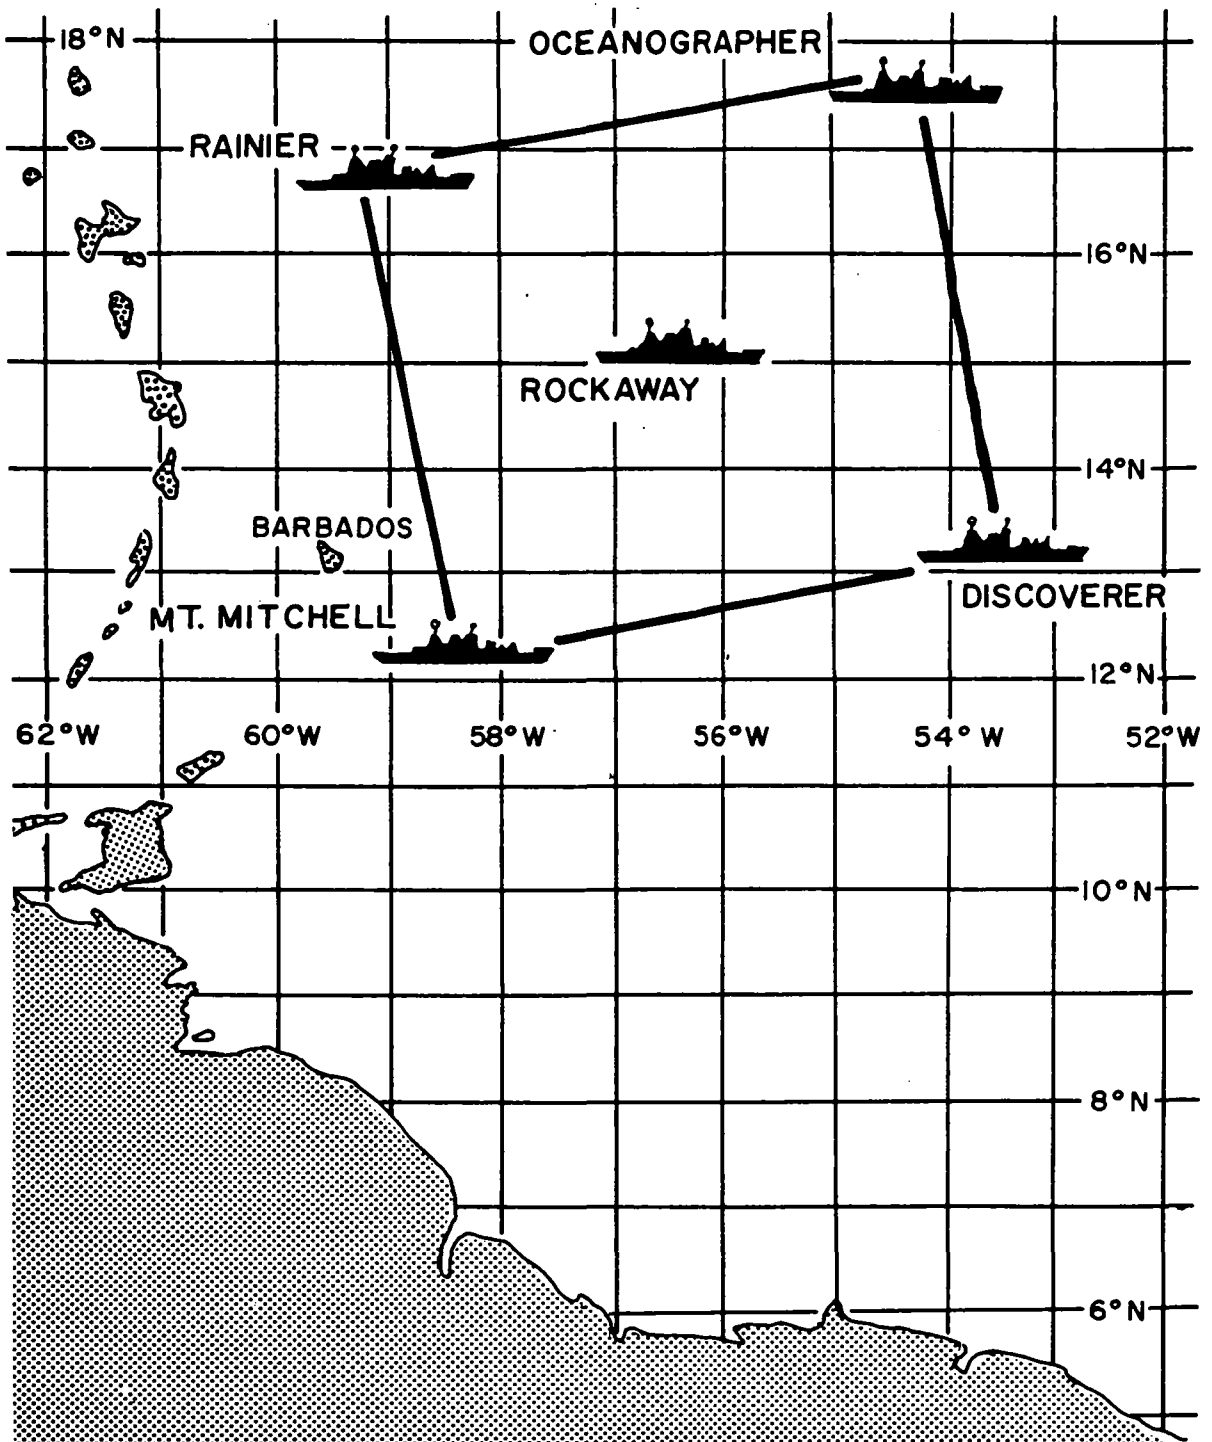 18°N
OCEANOGRAPHER
RAINIER
16°N
ROCKAWAY
14°N
BARBADOS
DISCOVERER
MT. MITCHELL
12°N
62°W 60°W 58°W 56°W 54°W 52°W
10°N
8°N
6°N